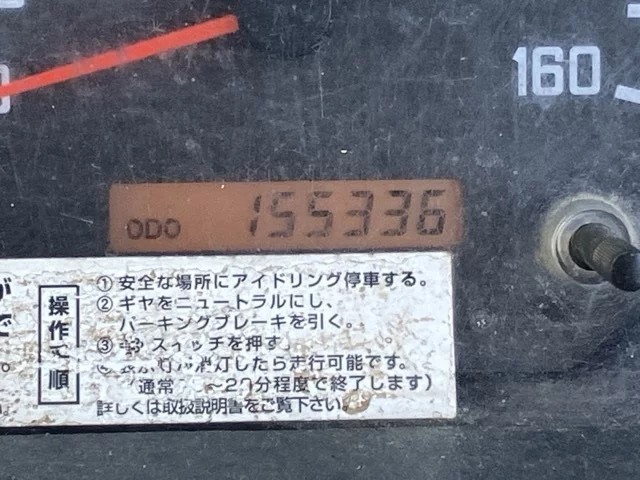 160
ODO 155336
操作手順
① 安全な場所にアイドリング停車する。
② ギヤをニュートラルにし、
パーキングブレーキを引く。
③ スイッチを押す
灯が消灯したら走行可能です。
(通常 ~20分程度で終了します)
詳しくは取扱説明書をご覧下さい。